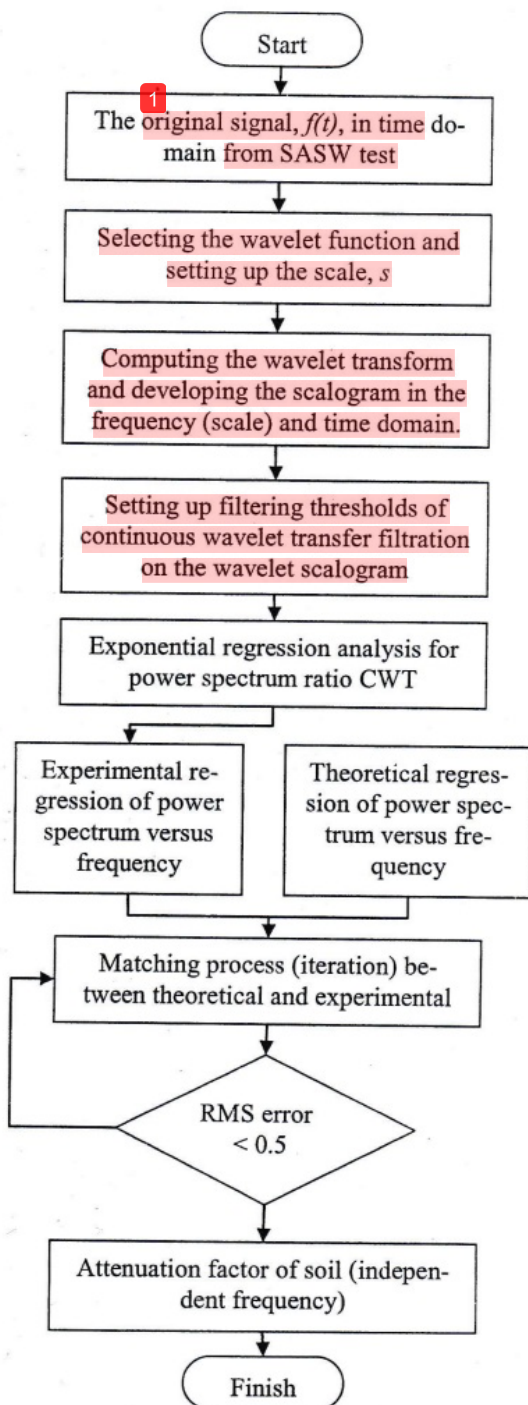 Start
1
The original signal, f(t), in time do-
main from SASW test
Selecting the wavelet function and
setting up the scale, s
Computing the wavelet transform
and developing the scalogram in the
frequency (scale) and time domain.
Setting up filtering thresholds of
continuous wavelet transfer filtration
on the wavelet scalogram
Exponential regression analysis for
power spectrum ratio CWT
Experimental re-
gression of power
spectrum versus
frequency
Theoretical regres-
sion of power spec-
trum versus fre-
quency
Matching process (iteration) be-
tween theoretical and experimental
RMS error
< 0.5
Attenuation factor of soil (indepen-
dent frequency)
Finish